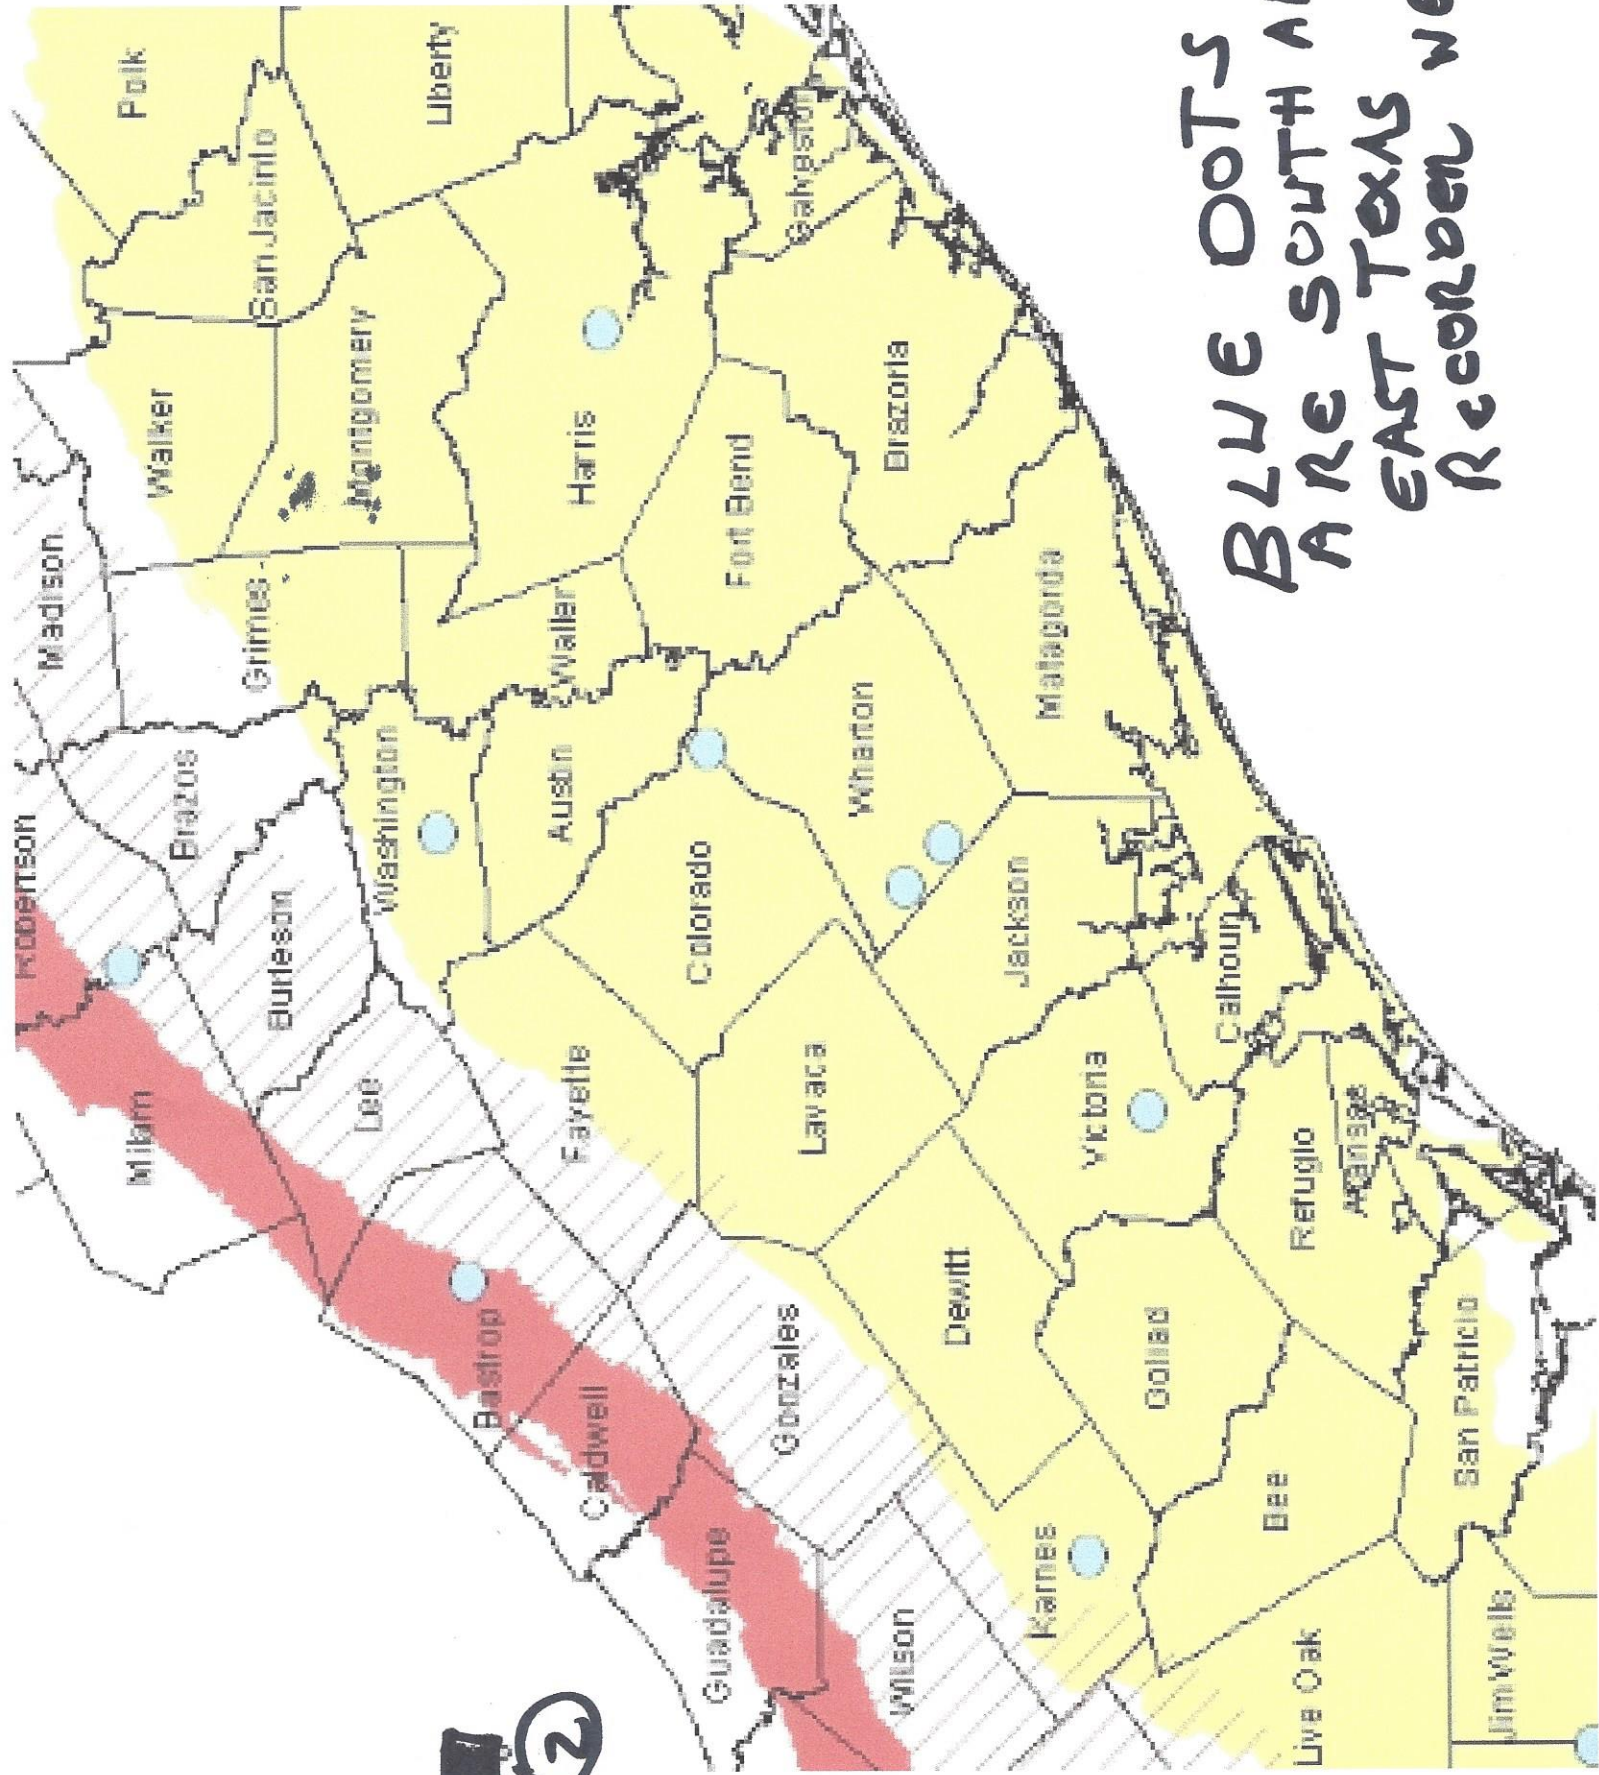 Robertson
Madison
Polk
Milam
Walker
Brazos
Grimes
San Jacinto
Burleson
Lee
Montgomery
Washington
Liberty
Bastrop
2
Austin
Waller
Fayette
Harris
Caldwell
Colorado
Guadalupe
Fort Bend
Gonzales
Galveston
Lavaca
Wharton
Wilson
Brazoria
Dewitt
Jackson
Karnes
Matagorda
Victoria
Goliad
Calhoun
Bee
Refugio
Live Oak
Aransas
San Patricio
Jim Wells
BLUE DOTS
ARE SOUTH
EAST TEXAS
RECORDER